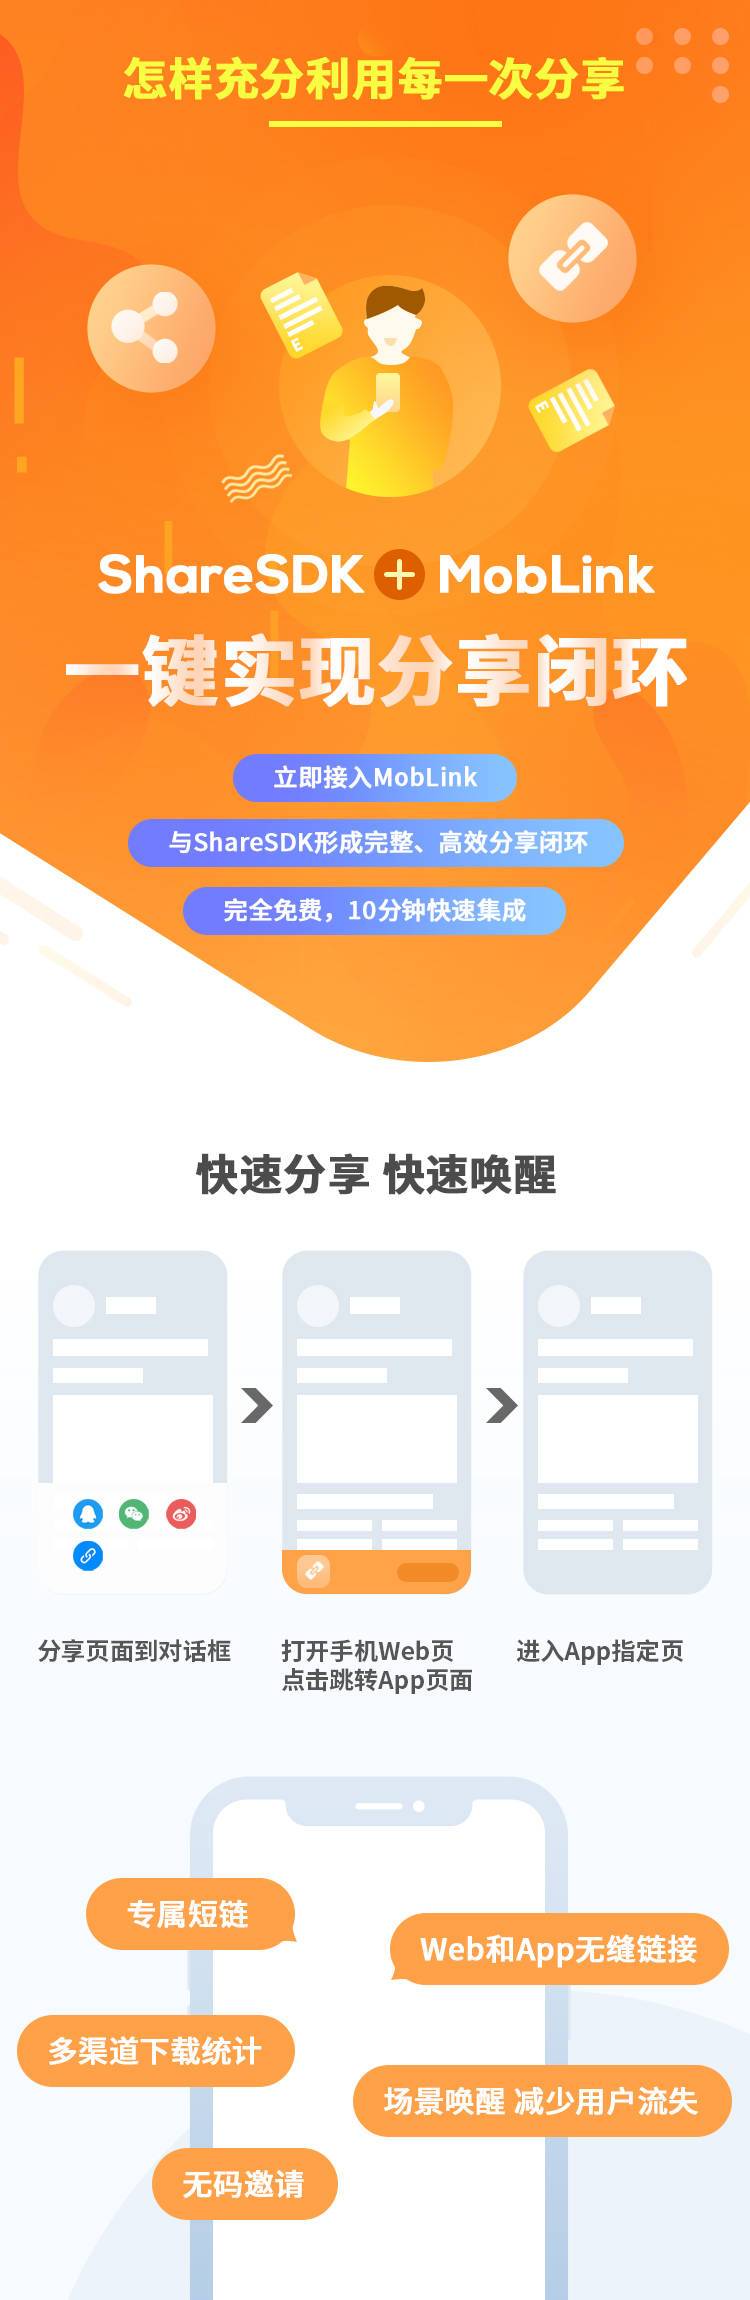 怎样充分利用每一次分享
E
E
ShareSDK + MobLink
一键实现分享闭环
立即接入MobLink
与ShareSDK形成完整、高效分享闭环
完全免费，10分钟快速集成
快速分享 快速唤醒
分享页面到对话框
打开手机Web页
点击跳转App页面
进入App指定页
专属短链
Web和App无缝链接
多渠道下载统计
场景唤醒 减少用户流失
无码邀请